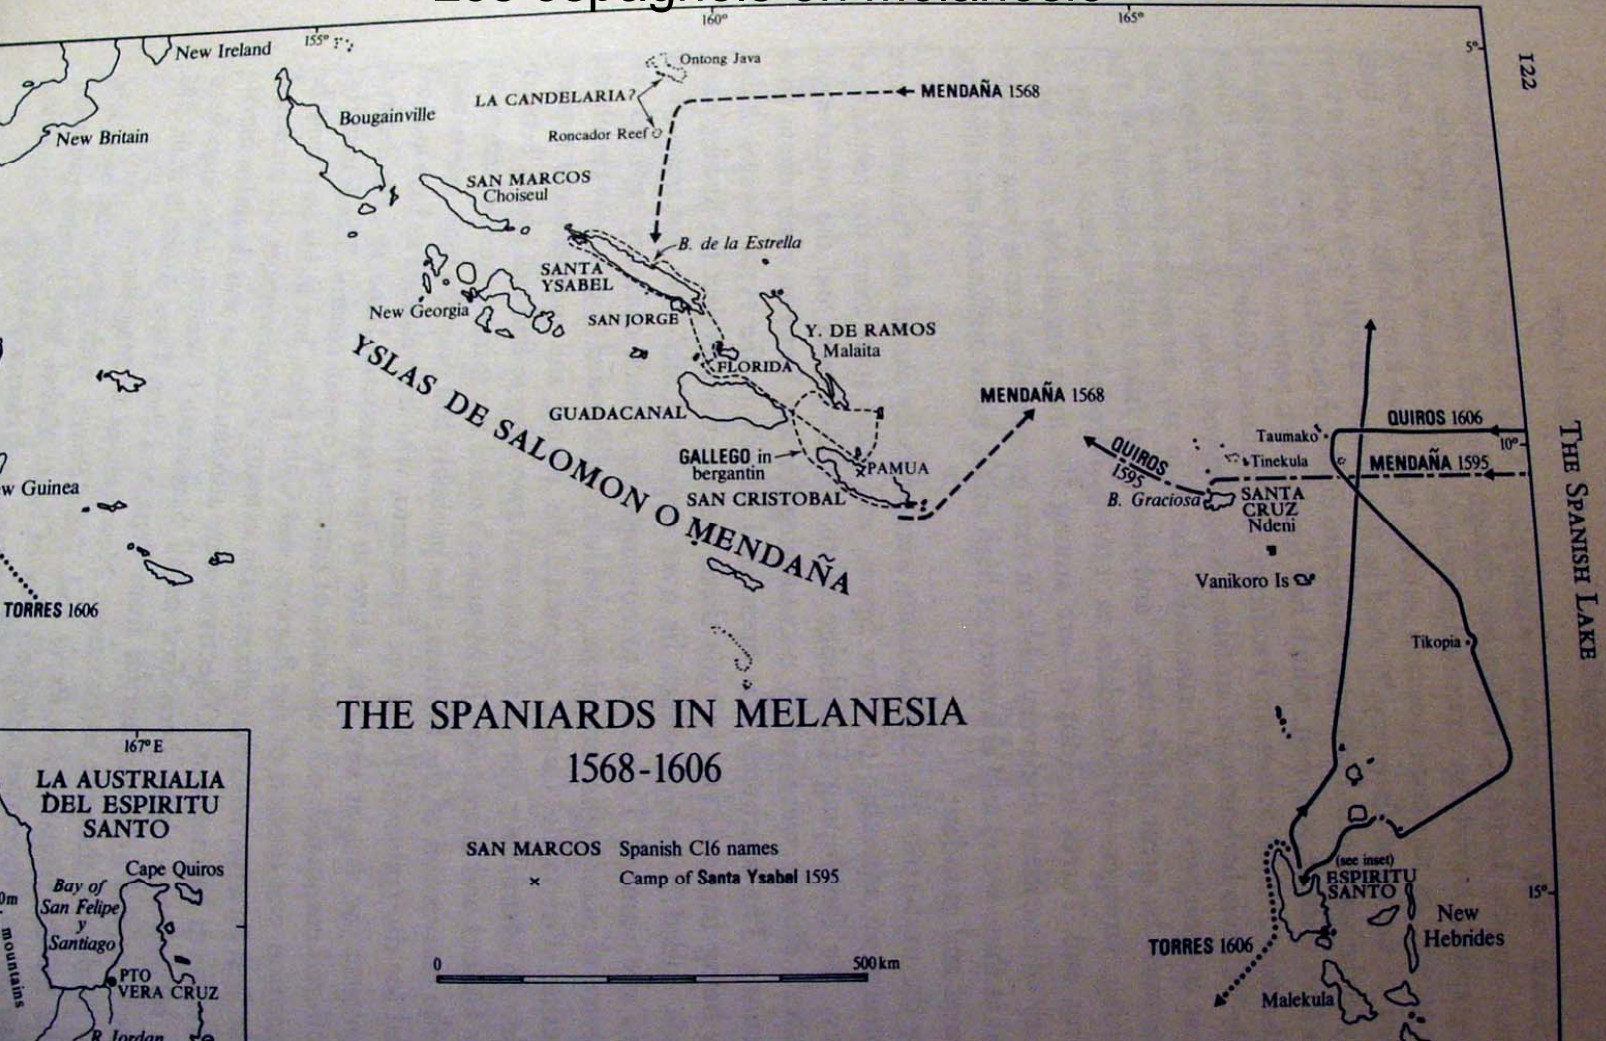 160°
165°
155°
5°
122
New Ireland
Ontong Java
LA CANDELARIA?
MENDAÑA 1568
Bougainville
Roncador Reef
New Britain
SAN MARCOS
Choiseul
B. de la Estrella
SANTA
YSABEL
New Georgia
SAN JORGE
Y. DE RAMOS
Malaita
FLORIDA
GUADACANAL
YSLAS DE SALOMON O MENDAÑA
MENDAÑA 1568
QUIROS 1606
Taumako
10°
QUIROS
1595
Tinekula
MENDAÑA 1595
GALLEGO in
bergantin
PAMUA
SAN CRISTOBAL
B. Graciosa
SANTA
CRUZ
Ndeni
w Guinea
Vanikoro Is
THE SPANISH LAKE
TORRES 1606
Tikopia
THE SPANIARDS IN MELANESIA
1568-1606
167° E
LA AUSTRIALIA
DEL ESPIRITU
SANTO
SAN MARCOS Spanish C16 names
× Camp of Santa Ysabel 1595
Cape Quiros
Bay of
San Felipe
y
Santiago
0m
mountains
PTO
VERA CRUZ
R. Jordan
0 500 km
(see inset)
ESPIRITU
SANTO
15°
New
Hebrides
TORRES 1606
Malekula